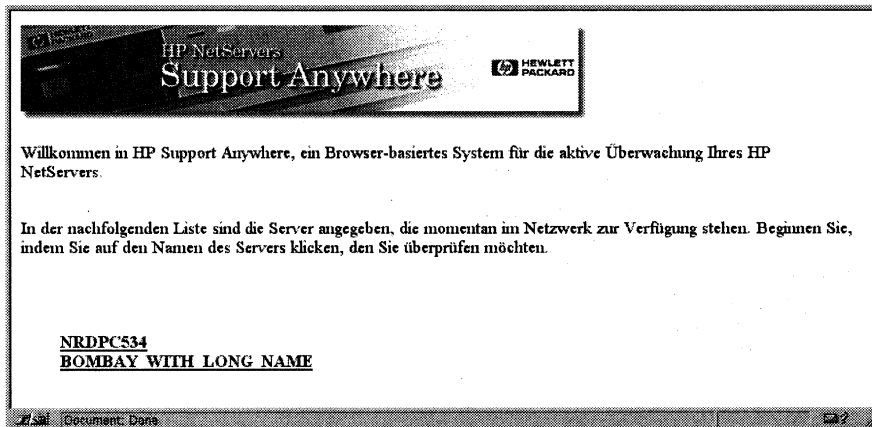 HP NetServers
Support Anywhere
hp HEWLETT
PACKARD
Willkommen in HP Support Anywhere, ein Browser-basiertes System für die aktive Überwachung Ihres HP
NetServers.
In der nachfolgenden Liste sind die Server angegeben, die momentan im Netzwerk zur Verfügung stehen. Beginnen Sie,
indem Sie auf den Namen des Servers klicken, den Sie überprüfen möchten.
NRDPC534
BOMBAY WITH LONG NAME
Document: Done